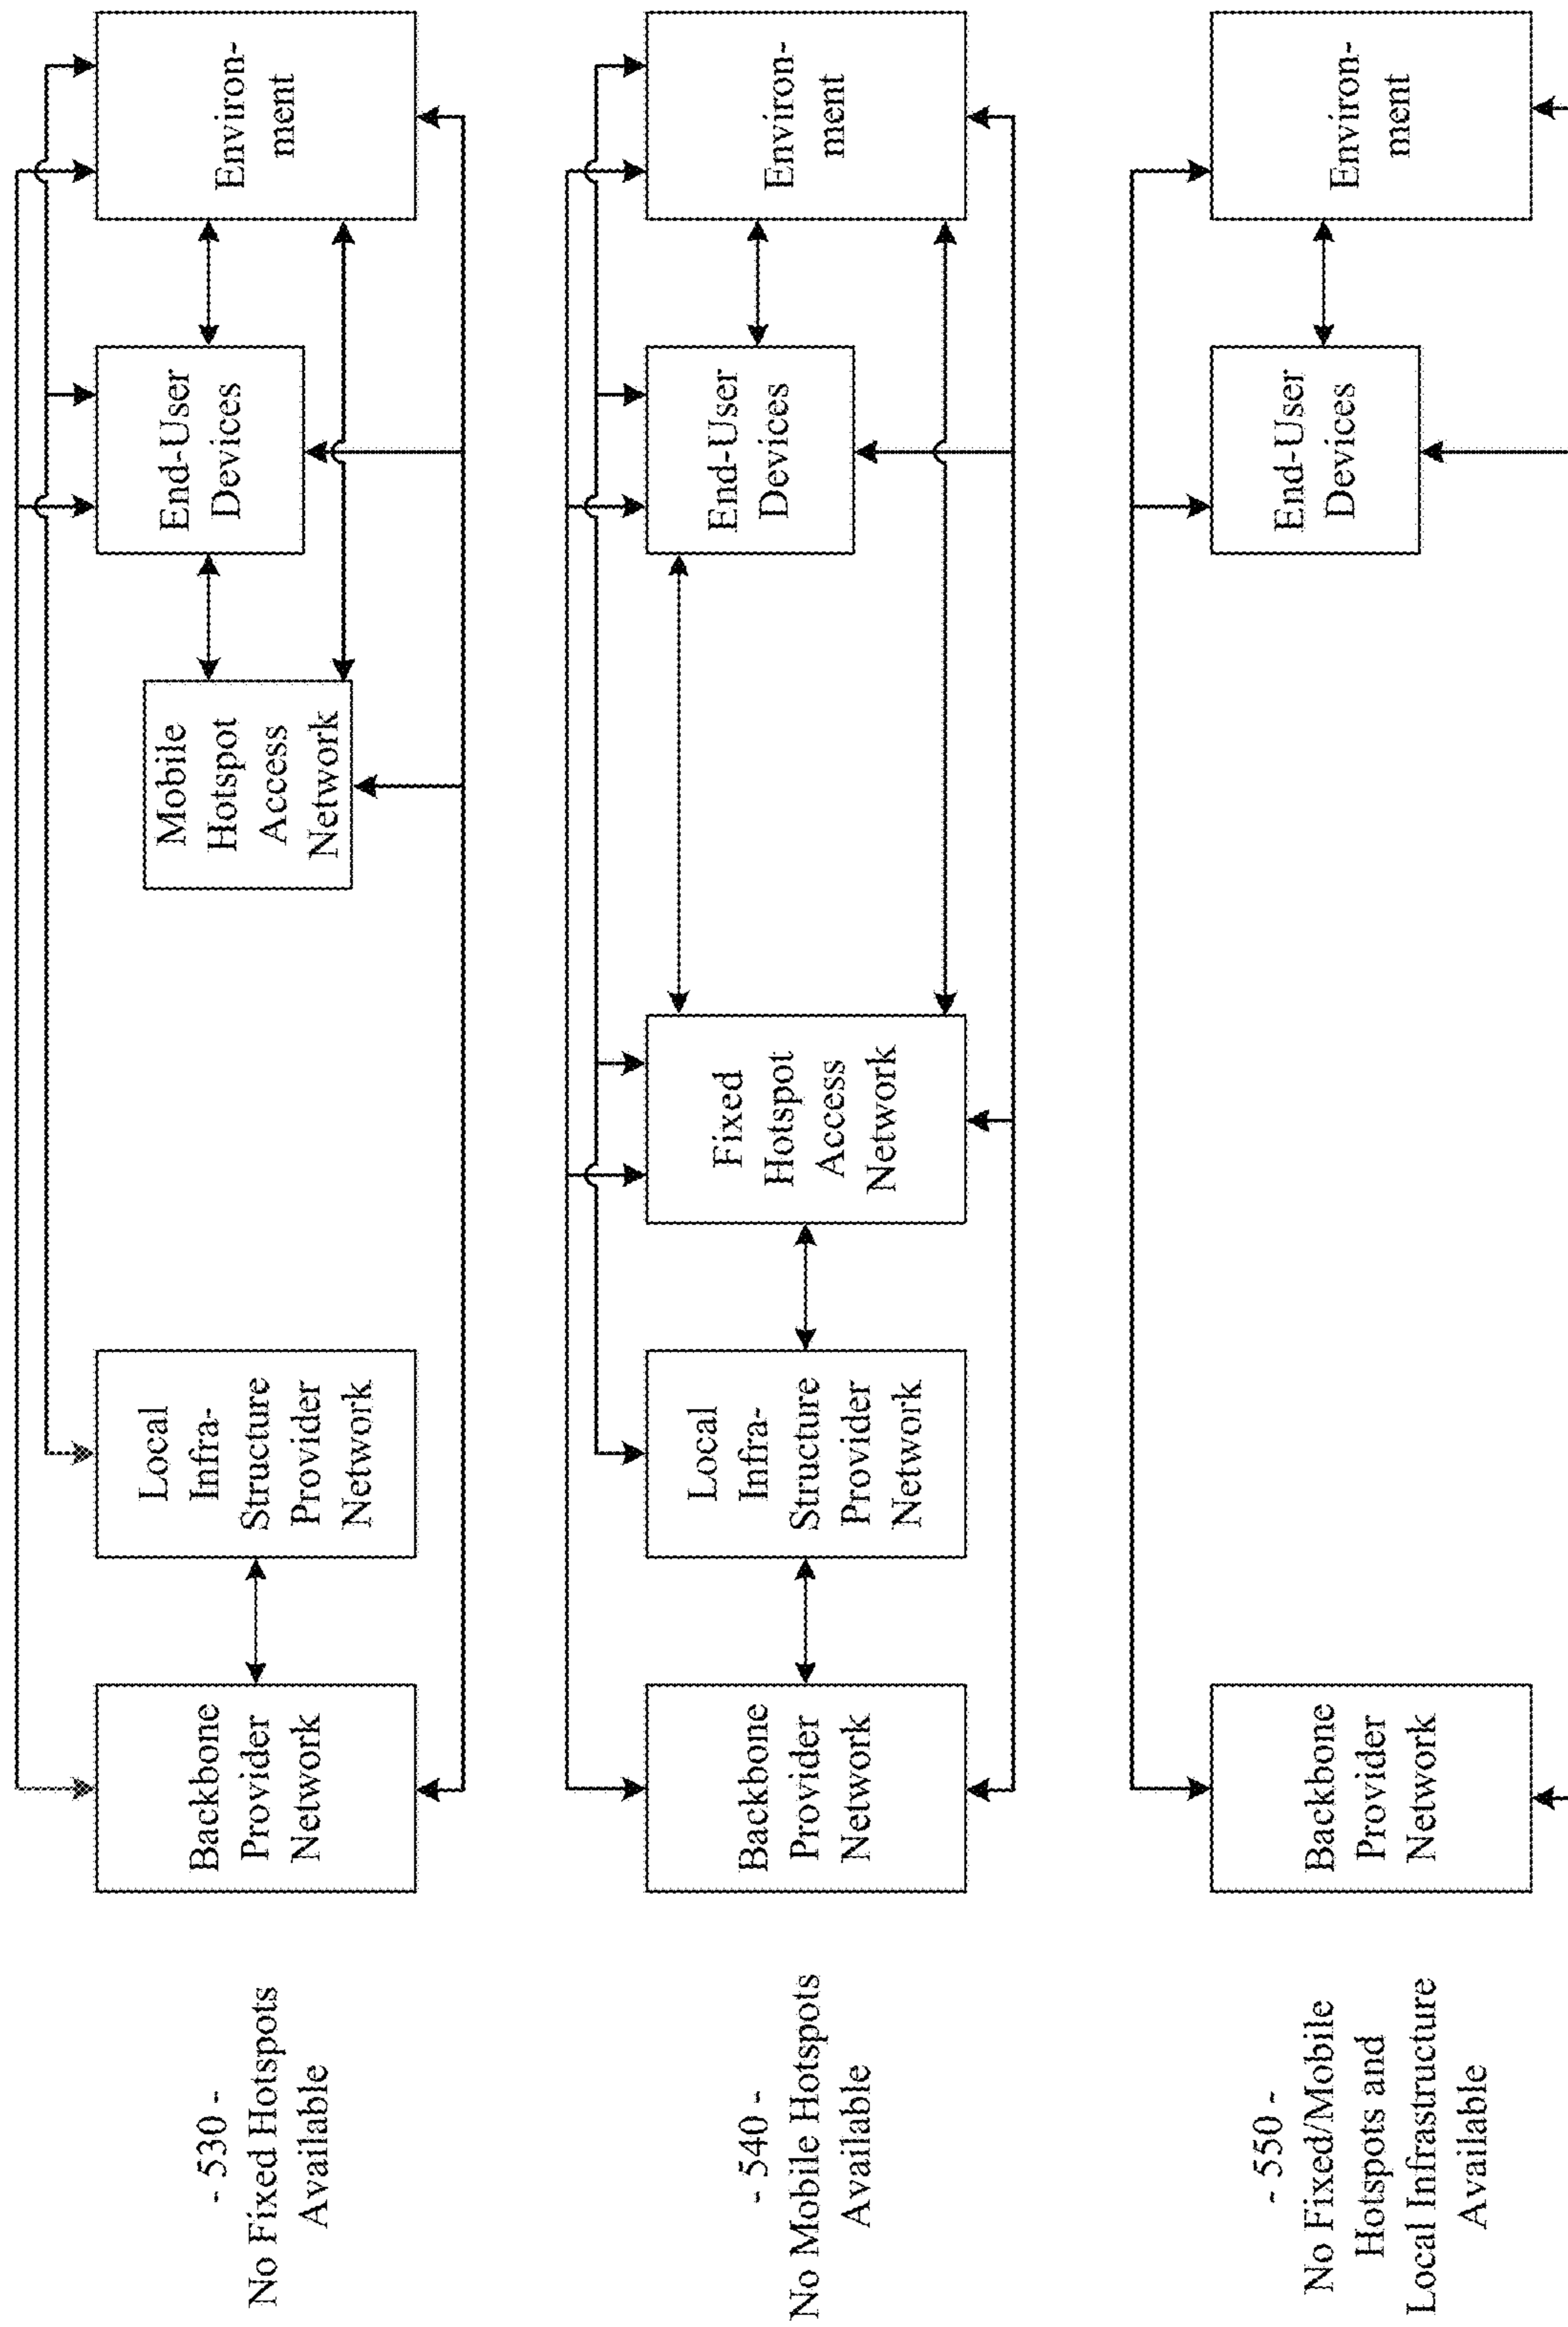 - 530 -
No Fixed Hotspots
Available
Backbone
Provider
Network
Local
Infra-
Structure
Provider
Network
Mobile
Hotspot
Access
Network
End-User
Devices
Environ-
ment
- 540 -
No Mobile Hotspots
Available
Backbone
Provider
Network
Local
Infra-
Structure
Provider
Network
Fixed
Hotspot
Access
Network
End-User
Devices
Environ-
ment
- 550 -
No Fixed/Mobile
Hotspots and
Local Infrastructure
Available
Backbone
Provider
Network
End-User
Devices
Environ-
ment